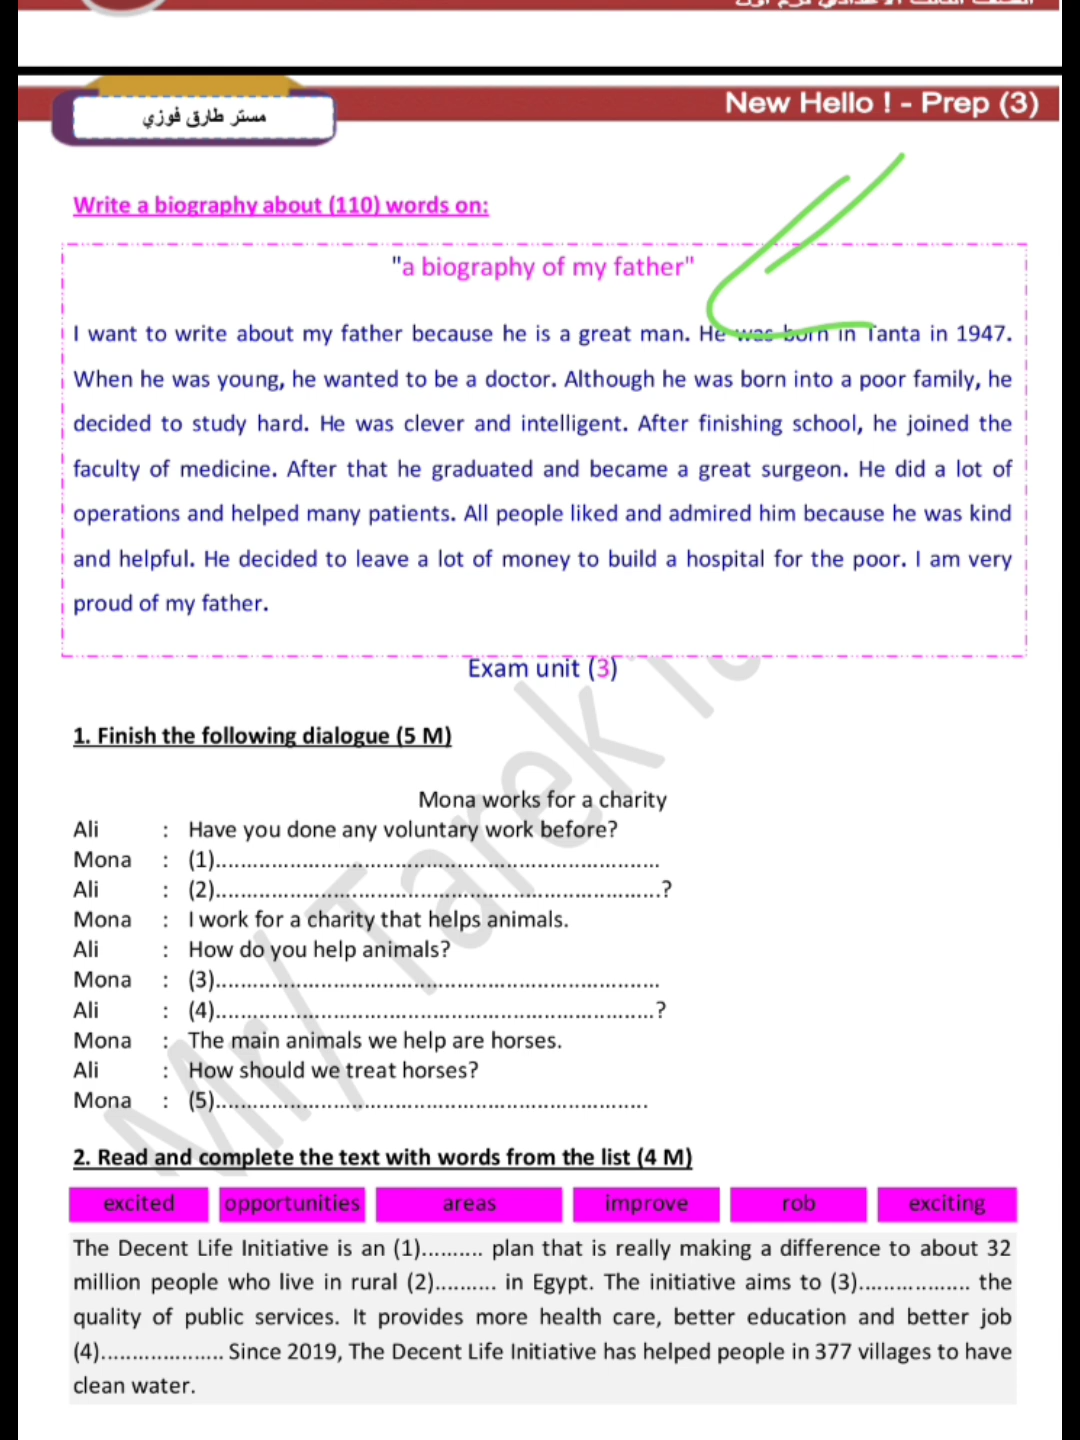 New Hello ! - Prep (3)
مستر طارق فوزي
Write a biography about (110) words on:
"a biography of my father"
I want to write about my father because he is a great man. He was born in Tanta in 1947.
When he was young, he wanted to be a doctor. Although he was born into a poor family, he
decided to study hard. He was clever and intelligent. After finishing school, he joined the
faculty of medicine. After that he graduated and became a great surgeon. He did a lot of
operations and helped many patients. All people liked and admired him because he was kind
and helpful. He decided to leave a lot of money to build a hospital for the poor. I am very
proud of my father.
Exam unit (3)
1. Finish the following dialogue (5 M)
Mona works for a charity
Ali : Have you done any voluntary work before?
Mona : (1)........................................................................
Ali : (2)........................................................................?
Mona : I work for a charity that helps animals.
Ali : How do you help animals?
Mona : (3)........................................................................
Ali : (4).......................................................................?
Mona : The main animals we help are horses.
Ali : How should we treat horses?
Mona : (5)......................................................................
2. Read and complete the text with words from the list (4 M)
excited opportunities areas improve rob exciting
The Decent Life Initiative is an (1).......... plan that is really making a difference to about 32
million people who live in rural (2).......... in Egypt. The initiative aims to (3).................. the
quality of public services. It provides more health care, better education and better job
(4).................... Since 2019, The Decent Life Initiative has helped people in 377 villages to have
clean water.
Mr/ Tarek